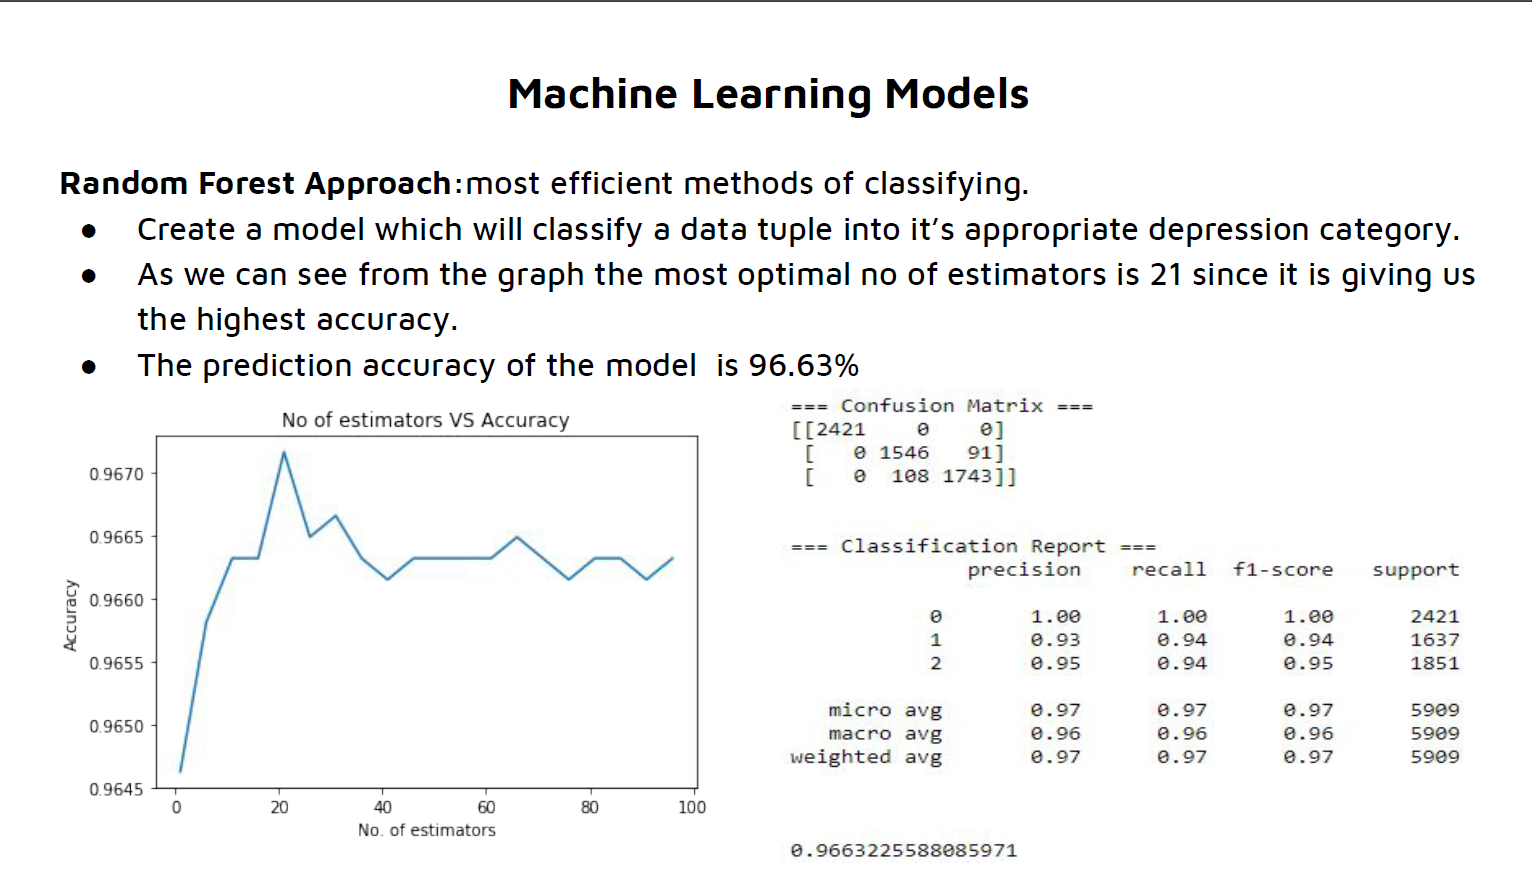 Machine Learning Models
Random Forest Approach:most efficient methods of classifying.
● Create a model which will classify a data tuple into it's appropriate depression category.
● As we can see from the graph the most optimal no of estimators is 21 since it is giving us
the highest accuracy.
● The prediction accuracy of the model  is 96.63%
No of estimators VS Accuracy
0.9670
0.9665
0.9660
0.9655
0.9650
0.9645
Accuracy
0 20 40 60 80 100
No. of estimators
=== Confusion Matrix ===
[[2421 0 0]
[ 0 1546 91]
[ 0 108 1743]]
=== Classification Report ===
precision recall f1-score support
0 1.00 1.00 1.00 2421
1 0.93 0.94 0.94 1637
2 0.95 0.94 0.95 1851
micro avg 0.97 0.97 0.97 5909
macro avg 0.96 0.96 0.96 5909
weighted avg 0.97 0.97 0.97 5909
0.9663225588085971